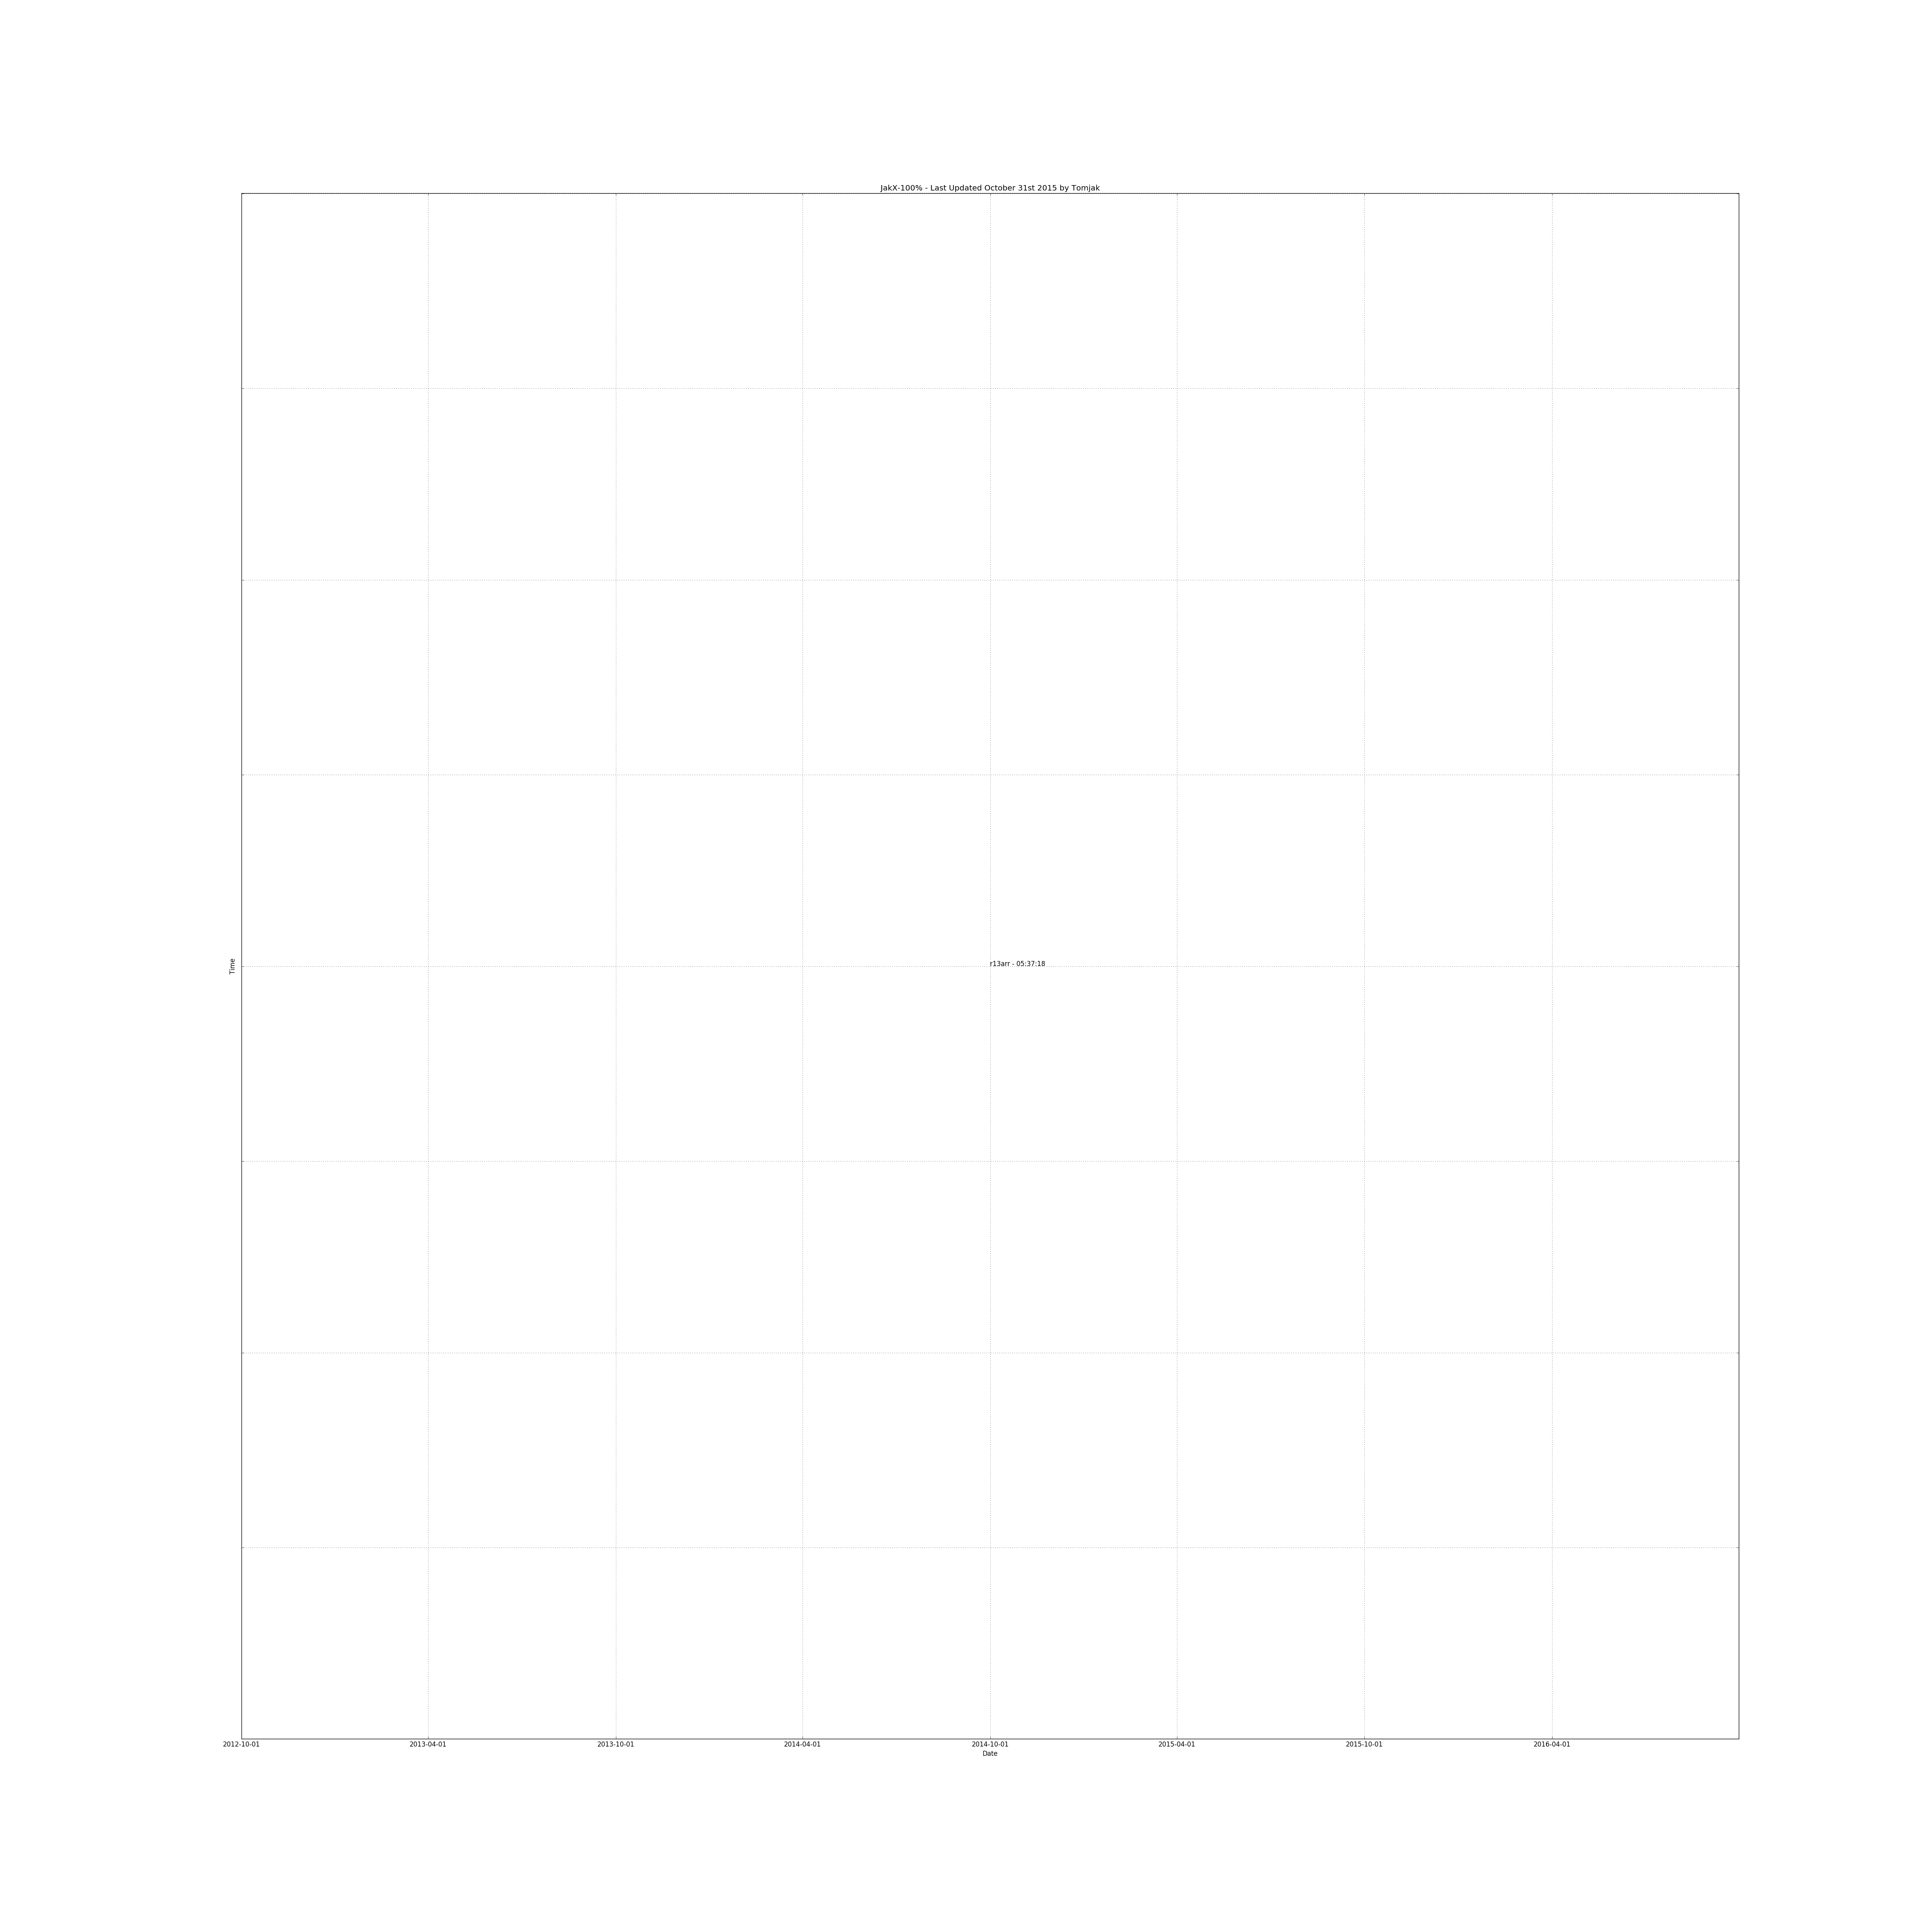 JakX-100% - Last Updated October 31st 2015 by Tomjak
Time
r13arr - 05:37:18
2012-10-01 2013-04-01 2013-10-01 2014-04-01 2014-10-01 2015-04-01 2015-10-01 2016-04-01
Date